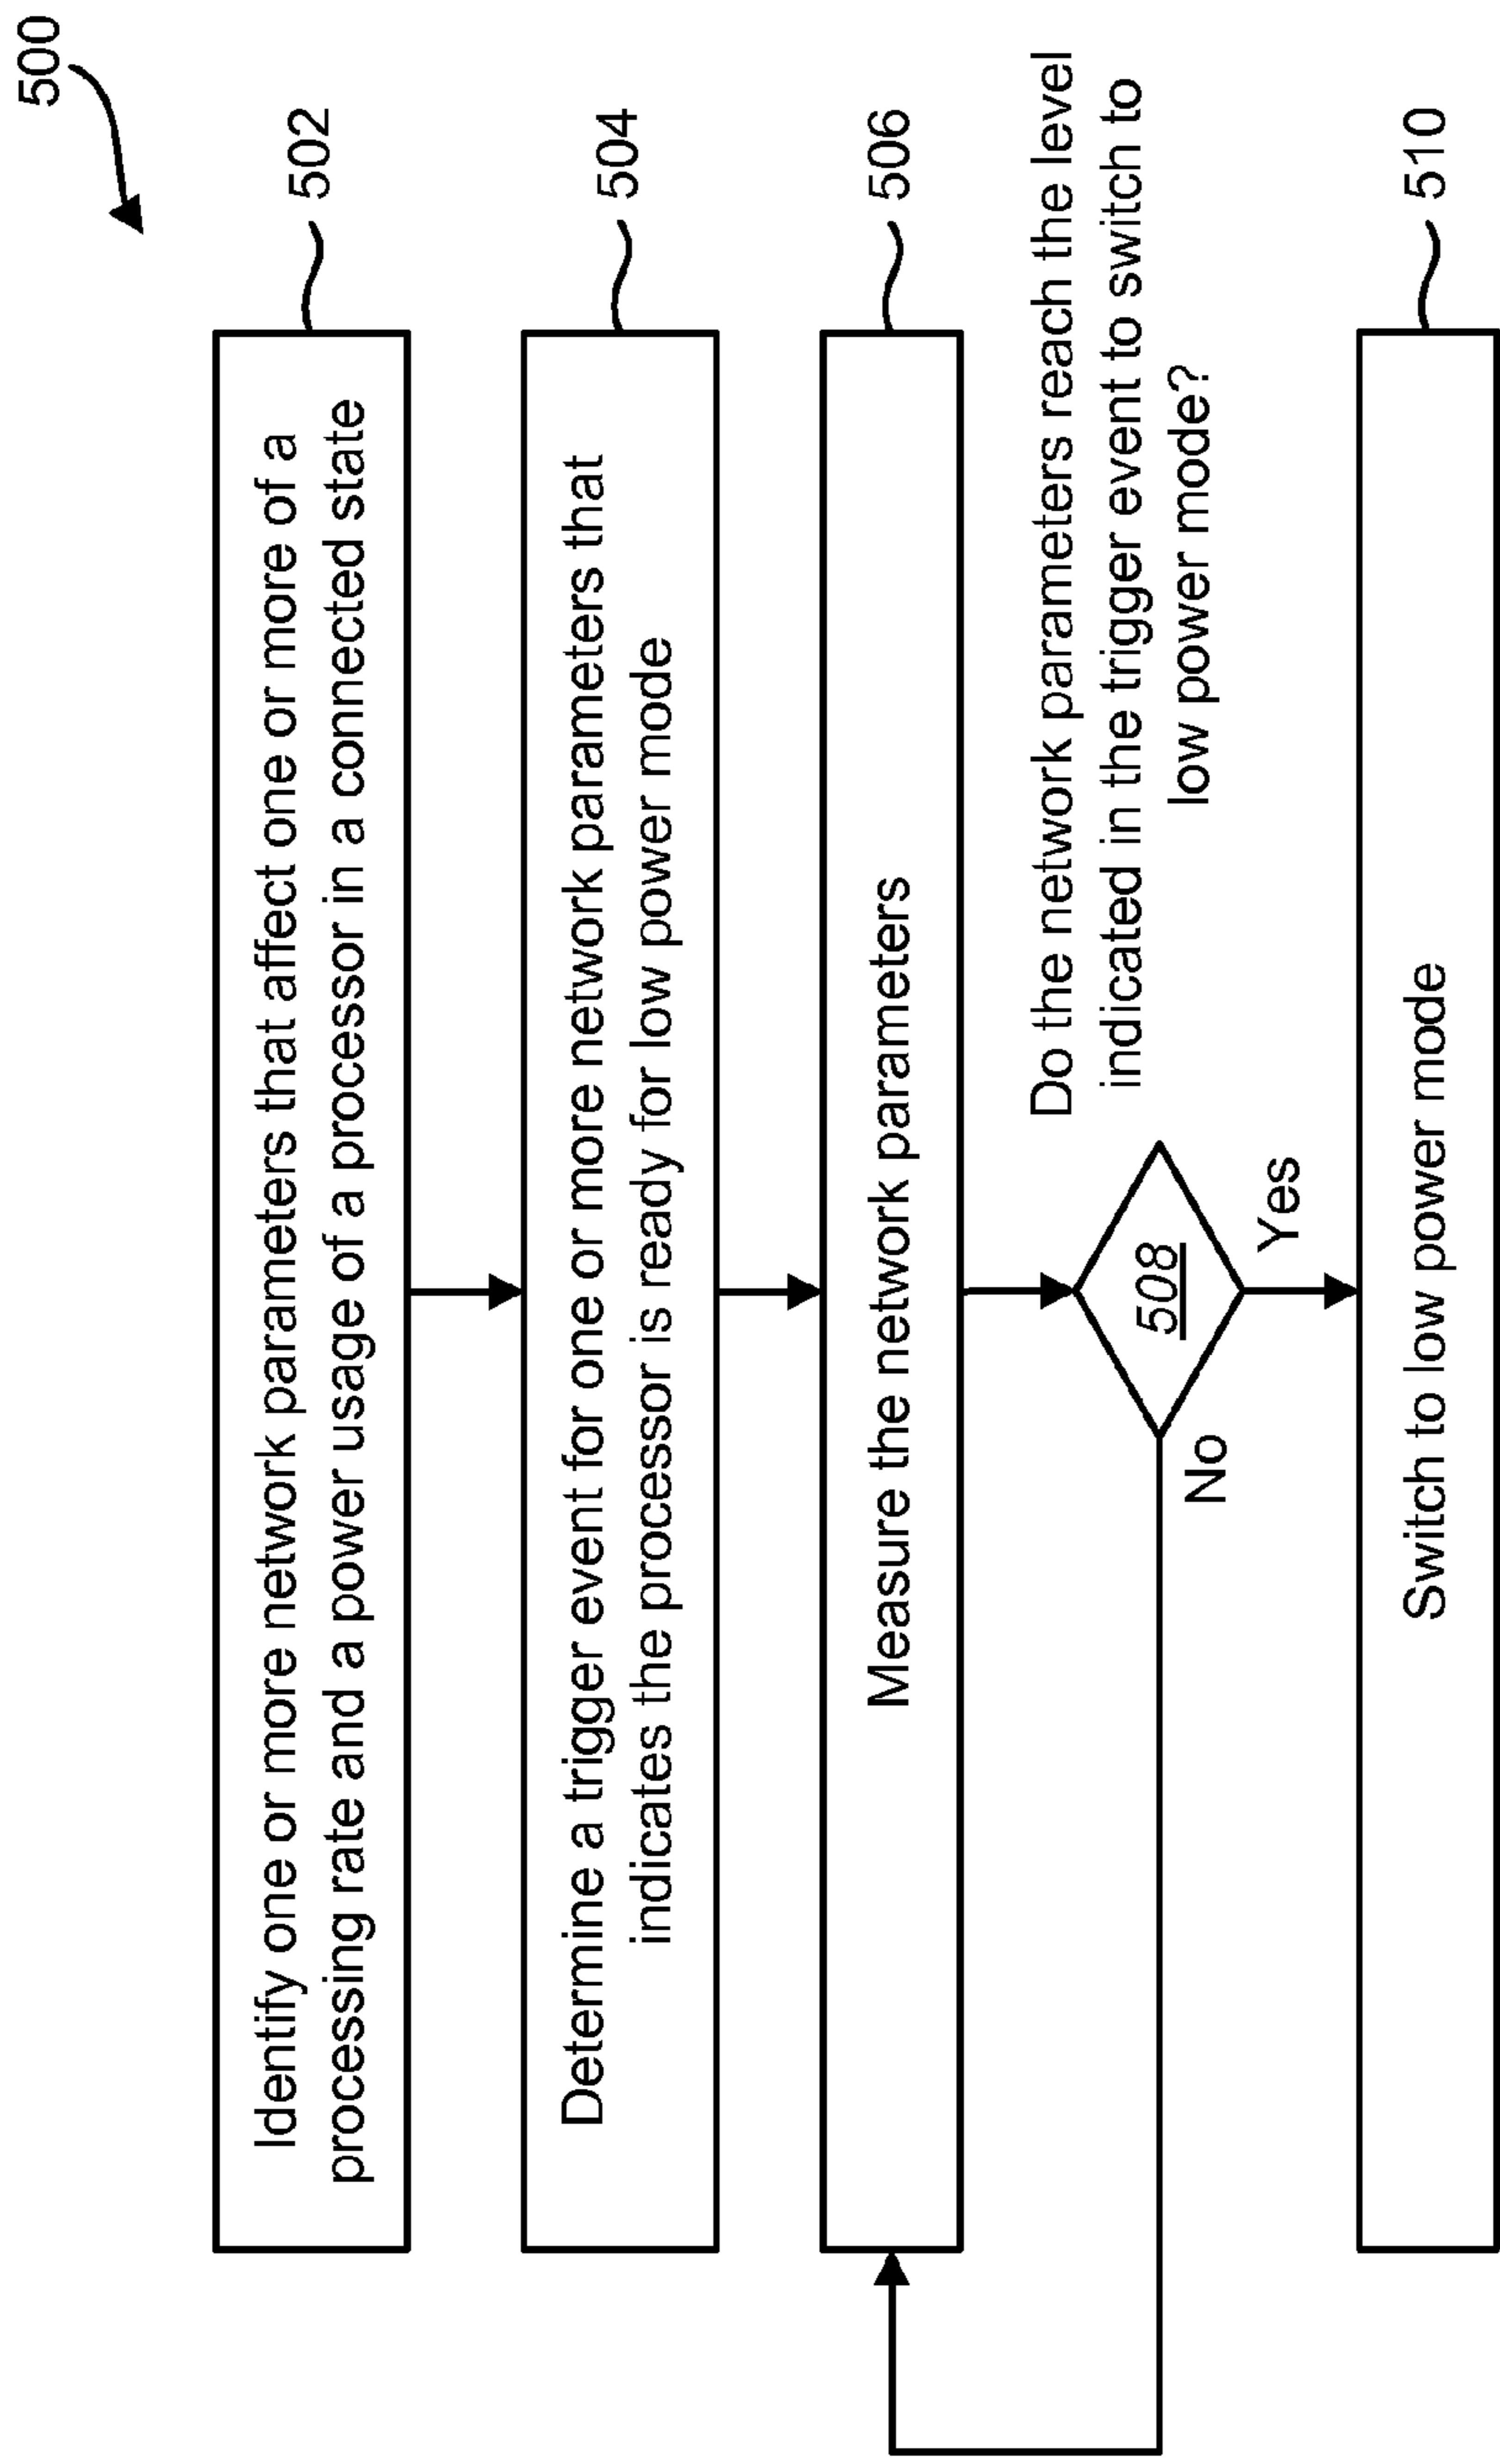 500
Identify one or more network parameters that affect one or more of a
processing rate and a power usage of a processor in a connected state
502
Determine a trigger event for one or more network parameters that
indicates the processor is ready for low power mode
504
Measure the network parameters
506
Do the network parameters reach the level
indicated in the trigger event to switch to
low power mode?
508
No
Yes
Switch to low power mode
510